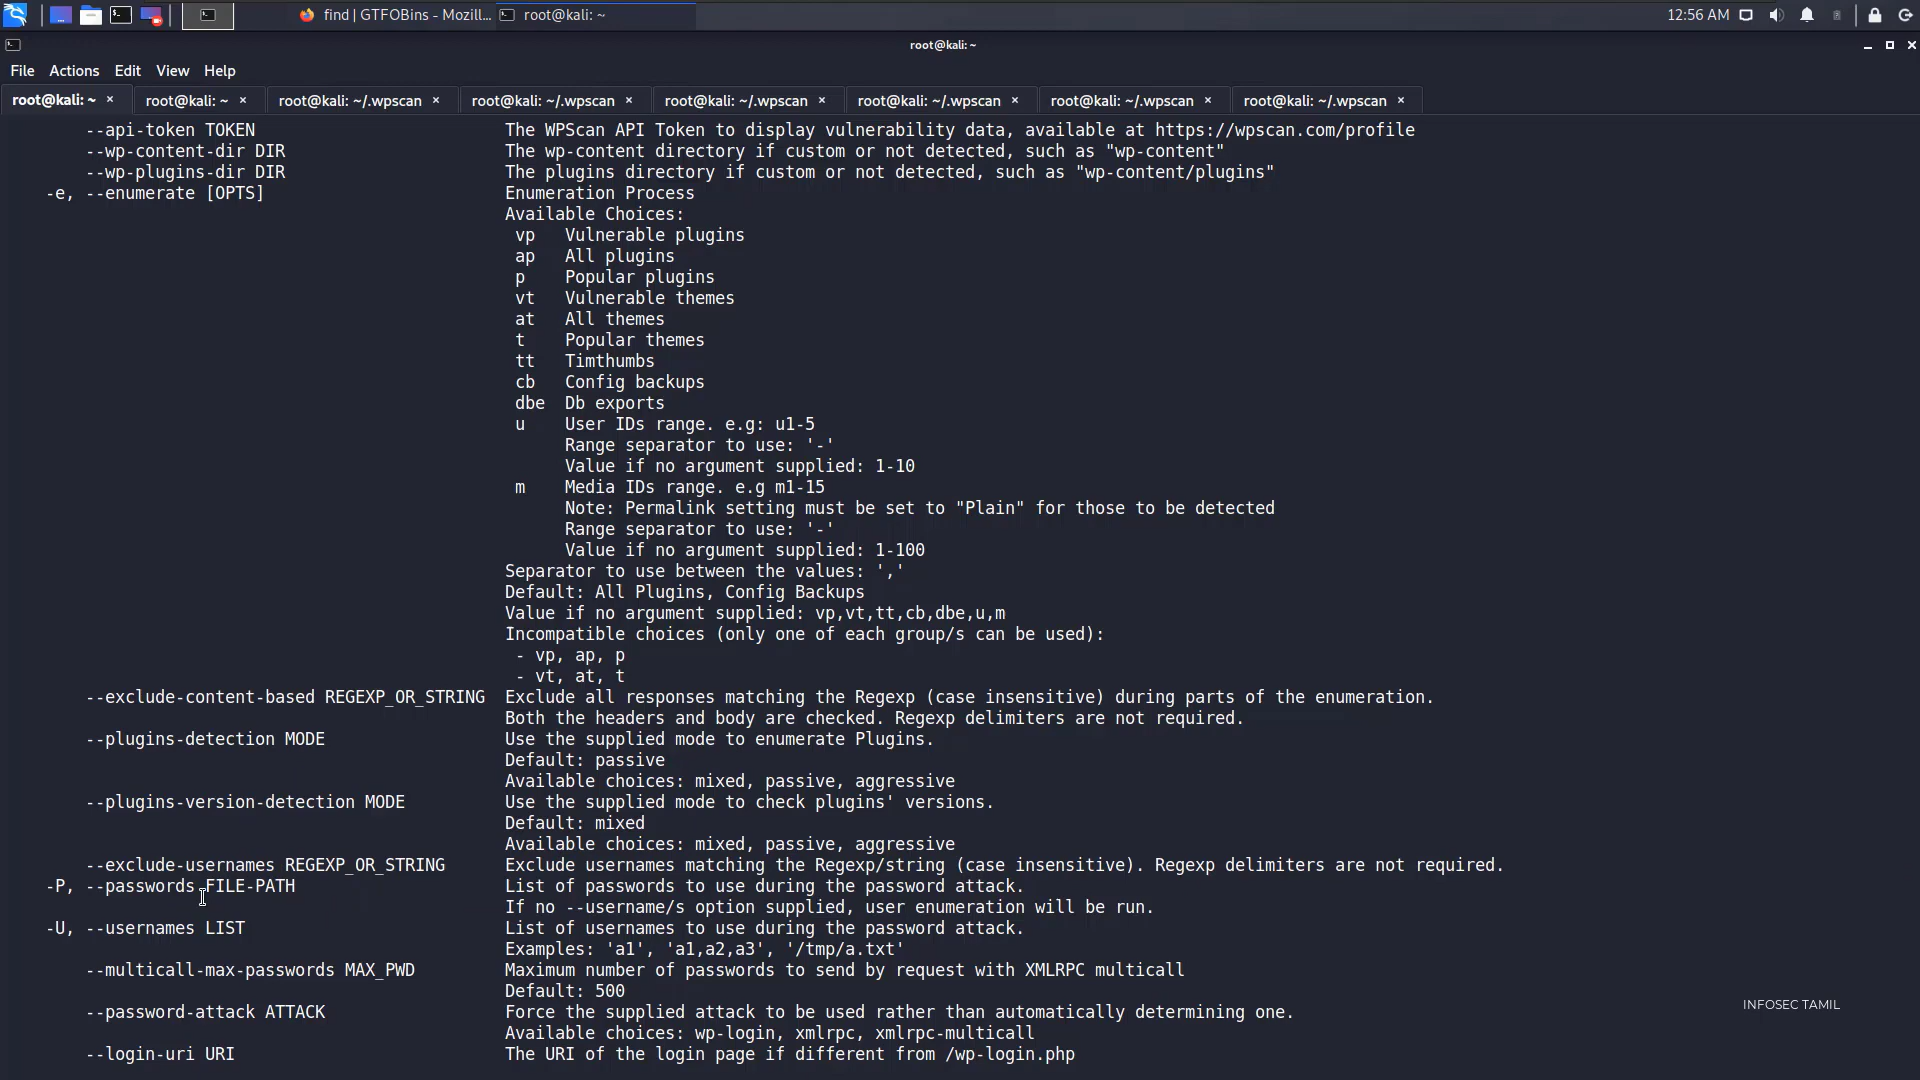 find | GTFOBins - Mozill...
root@kali: ~
12:56 AM
root@kali: ~
File Actions Edit View Help
root@kali: ~ × root@kali: ~ × root@kali: ~/.wpscan × root@kali: ~/.wpscan × root@kali: ~/.wpscan × root@kali: ~/.wpscan × root@kali: ~/.wpscan × root@kali: ~/.wpscan ×
--api-token TOKEN The WPScan API Token to display vulnerability data, available at https://wpscan.com/profile
--wp-content-dir DIR The wp-content directory if custom or not detected, such as "wp-content"
--wp-plugins-dir DIR The plugins directory if custom or not detected, such as "wp-content/plugins"
-e, --enumerate [OPTS] Enumeration Process
Available Choices:
vp Vulnerable plugins
ap All plugins
p Popular plugins
vt Vulnerable themes
at All themes
t Popular themes
tt Timthumbs
cb Config backups
dbe Db exports
u User IDs range. e.g: u1-5
Range separator to use: '-'
Value if no argument supplied: 1-10
m Media IDs range. e.g m1-15
Note: Permalink setting must be set to "Plain" for those to be detected
Range separator to use: '-'
Value if no argument supplied: 1-100
Separator to use between the values: ','
Default: All Plugins, Config Backups
Value if no argument supplied: vp,vt,tt,cb,dbe,u,m
Incompatible choices (only one of each group/s can be used):
- vp, ap, p
- vt, at, t
--exclude-content-based REGEXP_OR_STRING Exclude all responses matching the Regexp (case insensitive) during parts of the enumeration.
Both the headers and body are checked. Regexp delimiters are not required.
--plugins-detection MODE Use the supplied mode to enumerate Plugins.
Default: passive
Available choices: mixed, passive, aggressive
--plugins-version-detection MODE Use the supplied mode to check plugins' versions.
Default: mixed
Available choices: mixed, passive, aggressive
--exclude-usernames REGEXP_OR_STRING Exclude usernames matching the Regexp/string (case insensitive). Regexp delimiters are not required.
-P, --passwords FILE-PATH List of passwords to use during the password attack.
If no --username/s option supplied, user enumeration will be run.
-U, --usernames LIST List of usernames to use during the password attack.
Examples: 'a1', 'a1,a2,a3', '/tmp/a.txt'
--multicall-max-passwords MAX_PWD Maximum number of passwords to send by request with XMLRPC multicall
Default: 500
--password-attack ATTACK Force the supplied attack to be used rather than automatically determining one.
Available choices: wp-login, xmlrpc, xmlrpc-multicall
--login-uri URI The URI of the login page if different from /wp-login.php
INFOSEC TAMIL